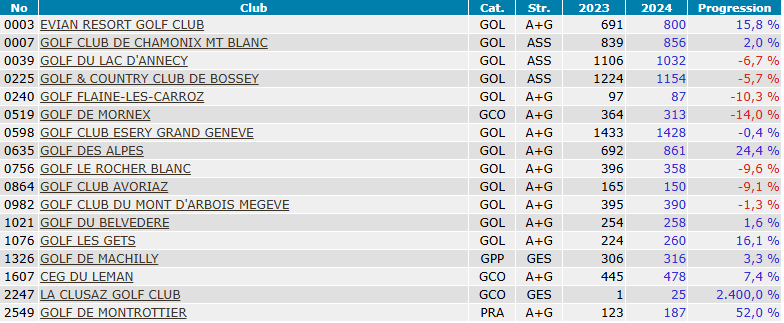 No Club Cat. Str. 2023 2024 Progression
0003 EVIAN RESORT GOLF CLUB GOL A+G 691 800 15,8 %
0007 GOLF CLUB DE CHAMONIX MT BLANC GOL ASS 839 856 2,0 %
0039 GOLF DU LAC D'ANNECY GOL ASS 1106 1032 -6,7 %
0225 GOLF & COUNTRY CLUB DE BOSSEY GOL ASS 1224 1154 -5,7 %
0240 GOLF FLAINE-LES-CARROZ GOL A+G 97 87 -10,3 %
0519 GOLF DE MORNEX GCO A+G 364 313 -14,0 %
0598 GOLF CLUB ESERY GRAND GENEVE GOL A+G 1433 1428 -0,4 %
0635 GOLF DES ALPES GOL A+G 692 861 24,4 %
0756 GOLF LE ROCHER BLANC GOL A+G 396 358 -9,6 %
0864 GOLF CLUB AVORIAZ GOL A+G 165 150 -9,1 %
0982 GOLF CLUB DU MONT D'ARBOIS MEGEVE GOL A+G 395 390 -1,3 %
1021 GOLF DU BELVEDERE GOL A+G 254 258 1,6 %
1076 GOLF LES GETS GOL A+G 224 260 16,1 %
1326 GOLF DE MACHILLY GPP GES 306 316 3,3 %
1607 CEG DU LEMAN GCO A+G 445 478 7,4 %
2247 LA CLUSAZ GOLF CLUB GCO GES 1 25 2.400,0 %
2549 GOLF DE MONTROTTIER PRA A+G 123 187 52,0 %